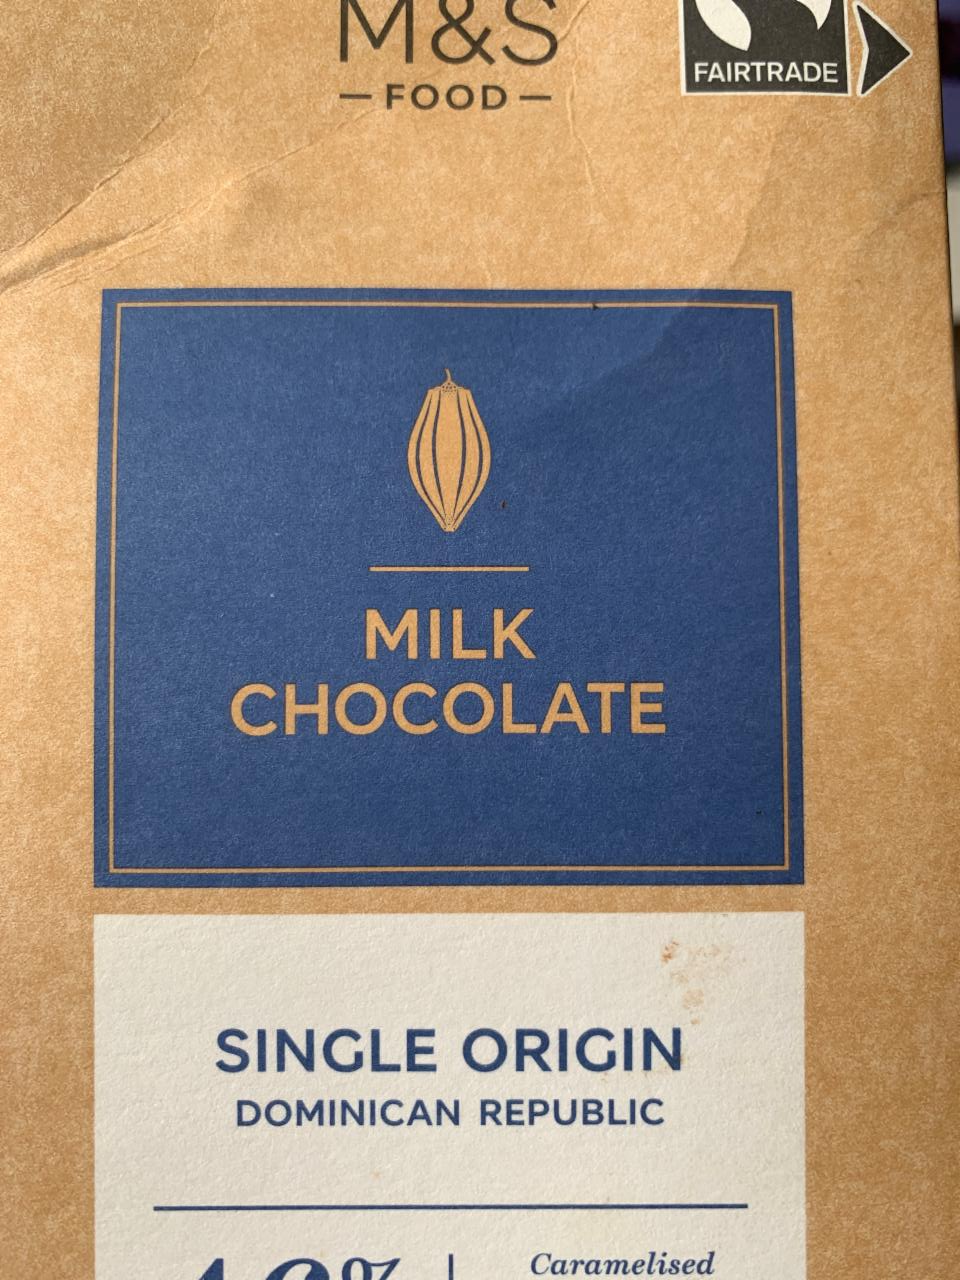 M&S
FOOD
FAIRTRADE
MILK
CHOCOLATE
SINGLE ORIGIN
DOMINICAN REPUBLIC
Caramelised